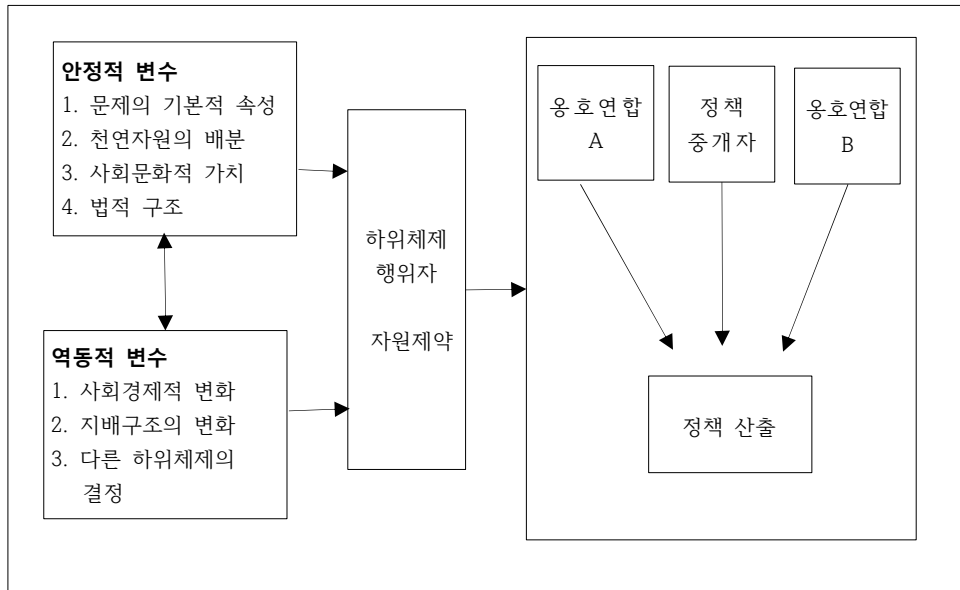 안정적 변수
1. 문제의 기본적 속성
2. 천연자원의 배분
3. 사회문화적 가치
4. 법적 구조
역동적 변수
1. 사회경제적 변화
2. 지배구조의 변화
3. 다른 하위체제의
결정
하위체제
행위자
자원제약
옹호연합
A
정책
중개자
옹호연합
B
정책 산출